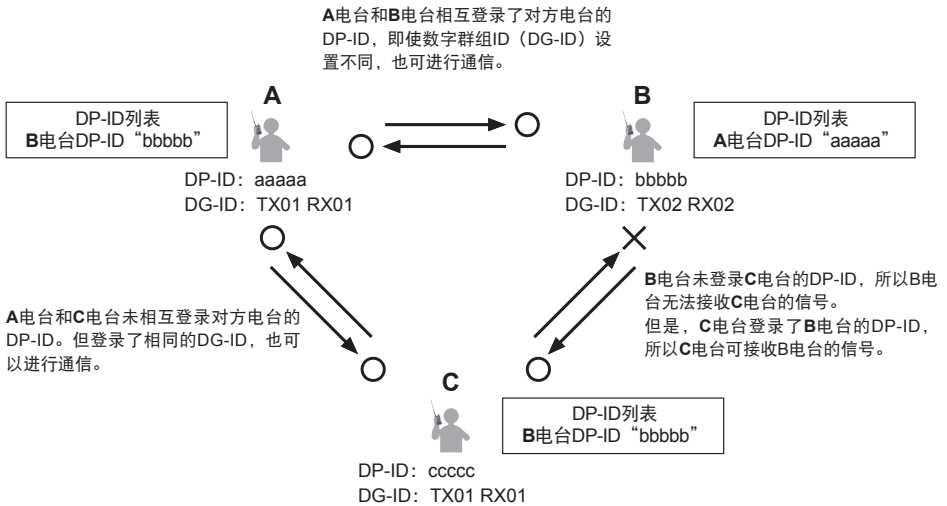 A电台和B电台相互登录了对方电台的
DP-ID，即使数字群组ID（DG-ID）设
置不同，也可进行通信。
A
B
DP-ID列表
B电台DP-ID“bbbbb”
DP-ID列表
A电台DP-ID“aaaaa”
DP-ID：aaaaa
DG-ID：TX01 RX01
DP-ID：bbbbb
DG-ID：TX02 RX02
A电台和C电台未相互登录对方电台的
DP-ID。但登录了相同的DG-ID，也可
以进行通信。
B电台未登录C电台的DP-ID，所以B电
台无法接收C电台的信号。
但是，C电台登录了B电台的DP-ID，
所以C电台可接收B电台的信号。
C
DP-ID列表
B电台DP-ID“bbbbb”
DP-ID：ccccc
DG-ID：TX01 RX01